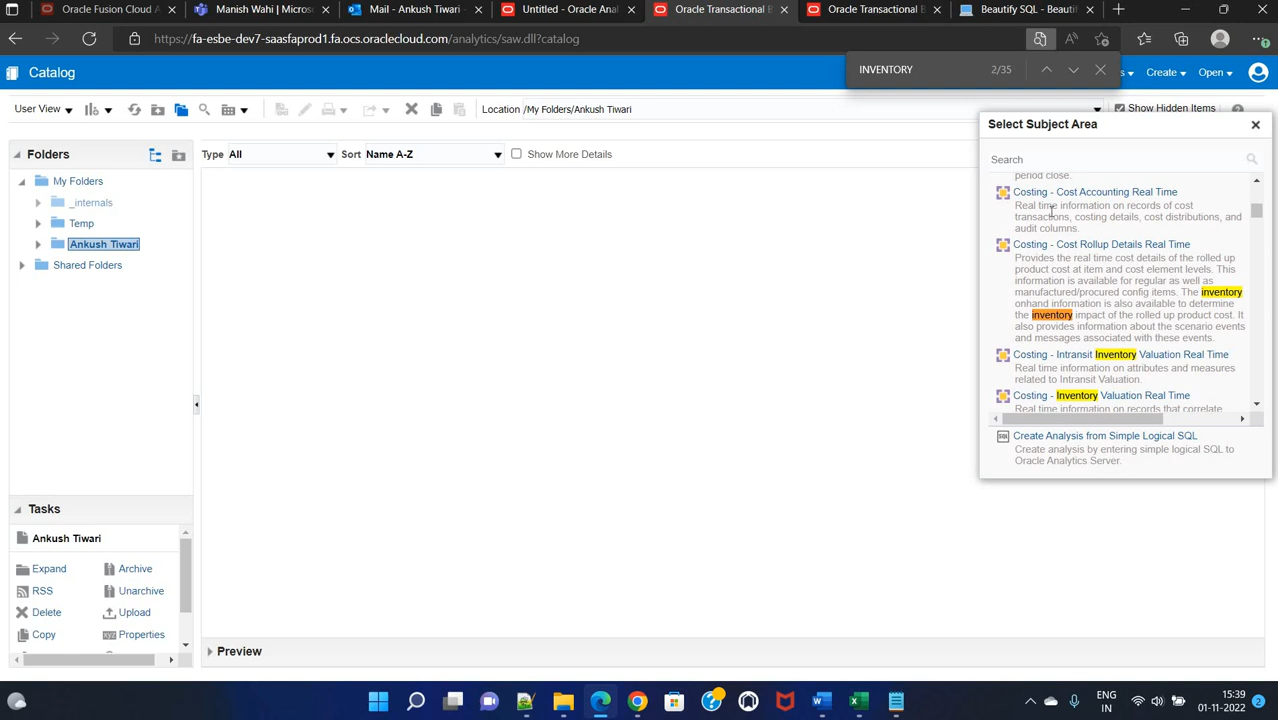 Oracle Fusion Cloud A
Manish Wahi | Microso
Mail - Ankush Tiwari -
Untitled - Oracle Anal
Oracle Transactional B
Oracle Transactional B
Beautify SQL - Beautif
https://fa-esbe-dev7-saasfaprod1.fa.ocs.oraclecloud.com/analytics/saw.dll?catalog
INVENTORY 2/35
Catalog
Create
Open
User View
Location /My Folders/Ankush Tiwari
Show Hidden Items
Folders
My Folders
_internals
Temp
Ankush Tiwari
Shared Folders
Type All Sort Name A-Z Show More Details
Select Subject Area
Search
period close.
Costing - Cost Accounting Real Time
Real time information on records of cost
transactions, costing details, cost distributions, and
audit columns.
Costing - Cost Rollup Details Real Time
Provides the real time cost details of the rolled up
product cost at item and cost element levels. This
information is available for regular as well as
manufactured/procured config items. The inventory
onhand information is also available to determine
the inventory impact of the rolled up product cost. It
also provides information about the scenario events
and messages associated with these events.
Costing - Intransit Inventory Valuation Real Time
Real time information on attributes and measures
related to Intransit Valuation.
Costing - Inventory Valuation Real Time
Real time information on records that correlate
SQL
Create Analysis from Simple Logical SQL
Create analysis by entering simple logical SQL to
Oracle Analytics Server.
Tasks
Ankush Tiwari
Expand Archive
RSS Unarchive
Delete Upload
Copy Properties
Preview
ENG
IN
15:39
01-11-2022
2